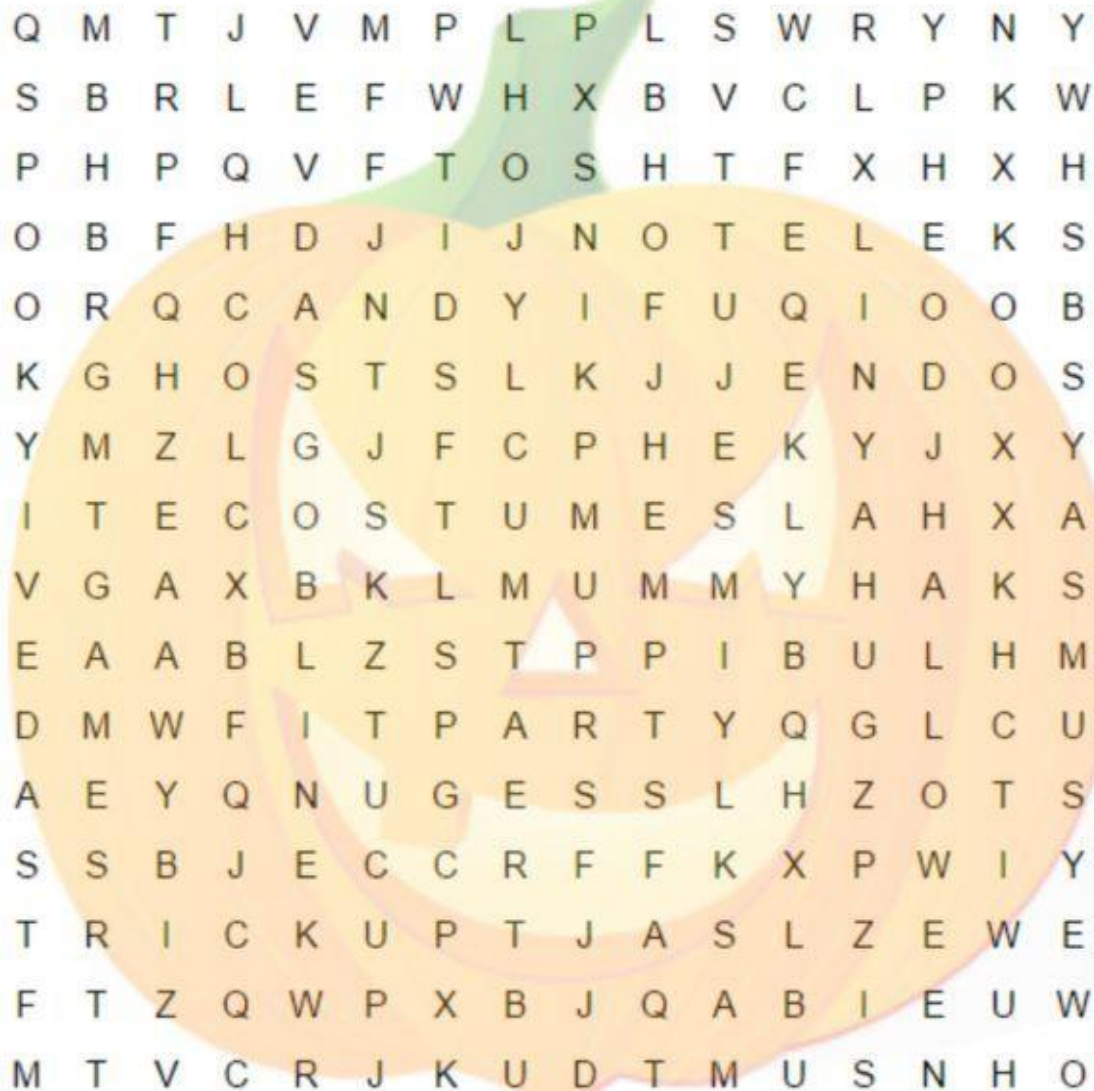 Q M T J V M P L P L S W R Y N Y
S B R L E F W H X B V C L P K W
P H P Q V F T O S H T F X H X H
O B F H D J I J N O T E L E K S
O R Q C A N D Y I F U Q I O O B
K G H O S T S L K J J E N D O S
Y M Z L G J F C P H E K Y J X Y
I T E C O S T U M E S L A H X A
V G A X B K L M U M M Y H A K S
E A A B L Z S T P P I B U L H M
D M W F I T P A R T Y Q G L C U
A E Y Q N U G E S S L H Z O T S
S S B J E C C R F F K X P W I Y
T R I C K U P T J A S L Z E W E
F T Z Q W P X B J Q A B I E U W
M T V C R J K U D T M U S N H O